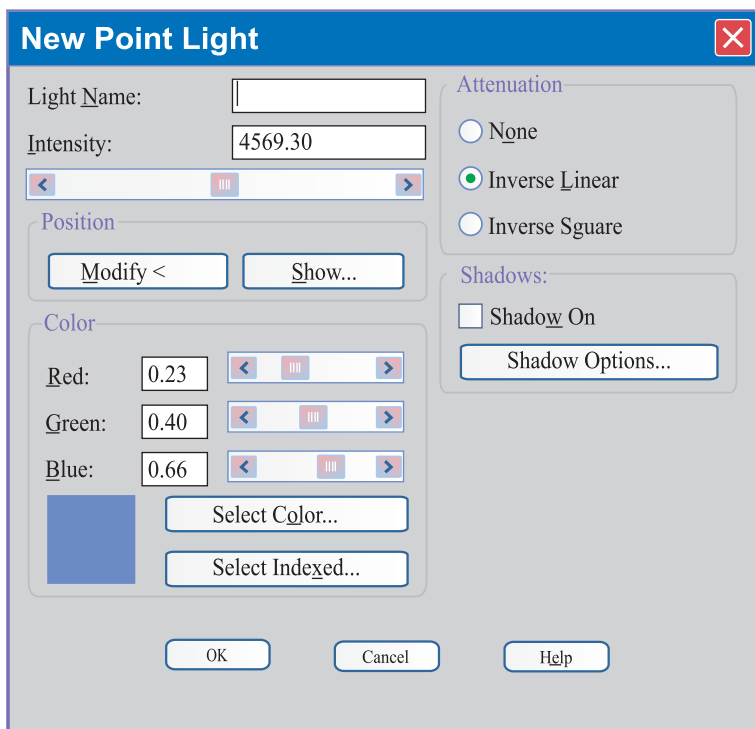 New Point Light
Light Name:
Intensity: 4569.30
Position
Modify < Show...
Color
Red: 0.23
Green: 0.40
Blue: 0.66
Select Color...
Select Indexed...
Attenuation
None
Inverse Linear
Inverse Sguare
Shadows:
Shadow On
Shadow Options...
OK Cancel Help